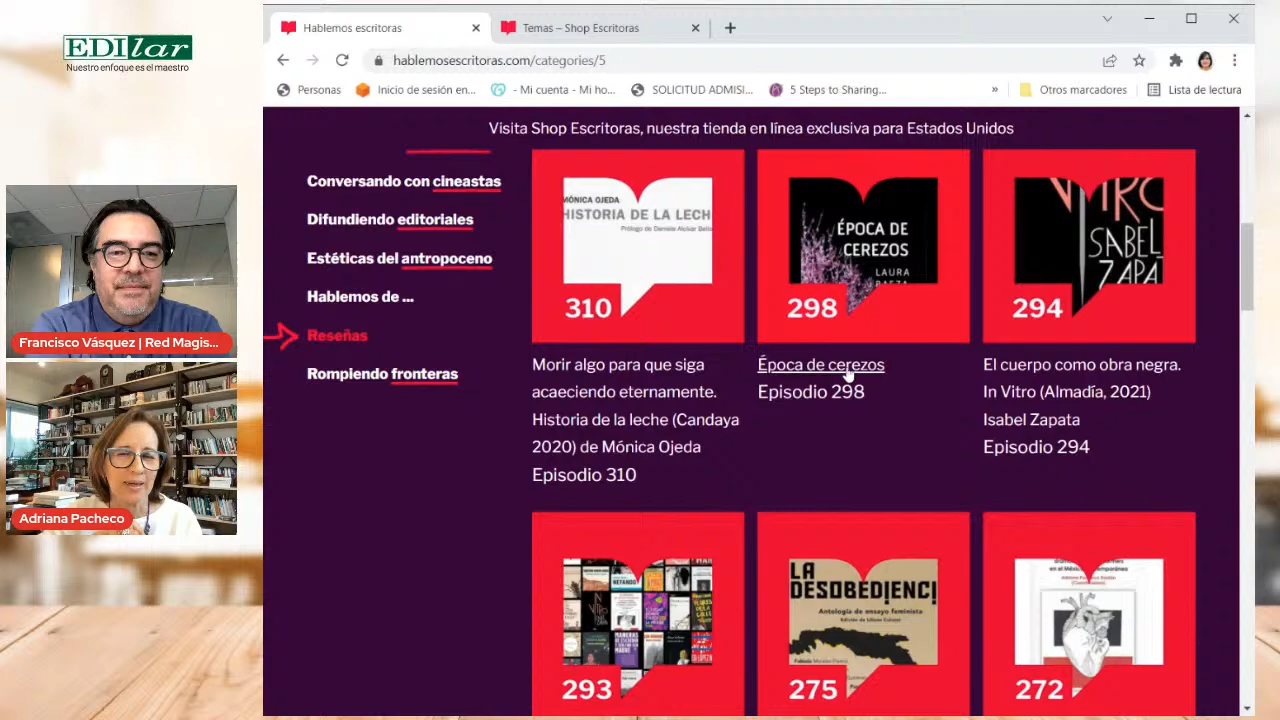 EDIlar
Nuestro enfoque es el maestro
Francisco Vásquez | Red Magis...
Adriana Pacheco
Hablemos escritoras
Temas – Shop Escritoras
hablemosescritoras.com/categories/5
Personas
Inicio de sesión en...
- Mi cuenta - Mi ho...
SOLICITUD ADMISI...
5 Steps to Sharing...
»
Otros marcadores
Lista de lectura
Visita Shop Escritoras, nuestra tienda en línea exclusiva para Estados Unidos
Conversando con cineastas
Difundiendo editoriales
Estéticas del antropoceno
Hablemos de ...
Reseñas
Rompiendo fronteras
MÓNICA OJEDA
HISTORIA DE LA LECH
310
Morir algo para que siga
acaeciendo eternamente.
Historia de la leche (Candaya
2020) de Mónica Ojeda
Episodio 310
ÉPOCA DE
CEREZOS
LAURA
298
Época de cerezos
Episodio 298
VITRO
ISABEL
ZAPA
294
El cuerpo como obra negra.
In Vitro (Almadía, 2021)
Isabel Zapata
Episodio 294
293
LA
DESOBEDIENCI
Antología de ensayo feminista
275
272